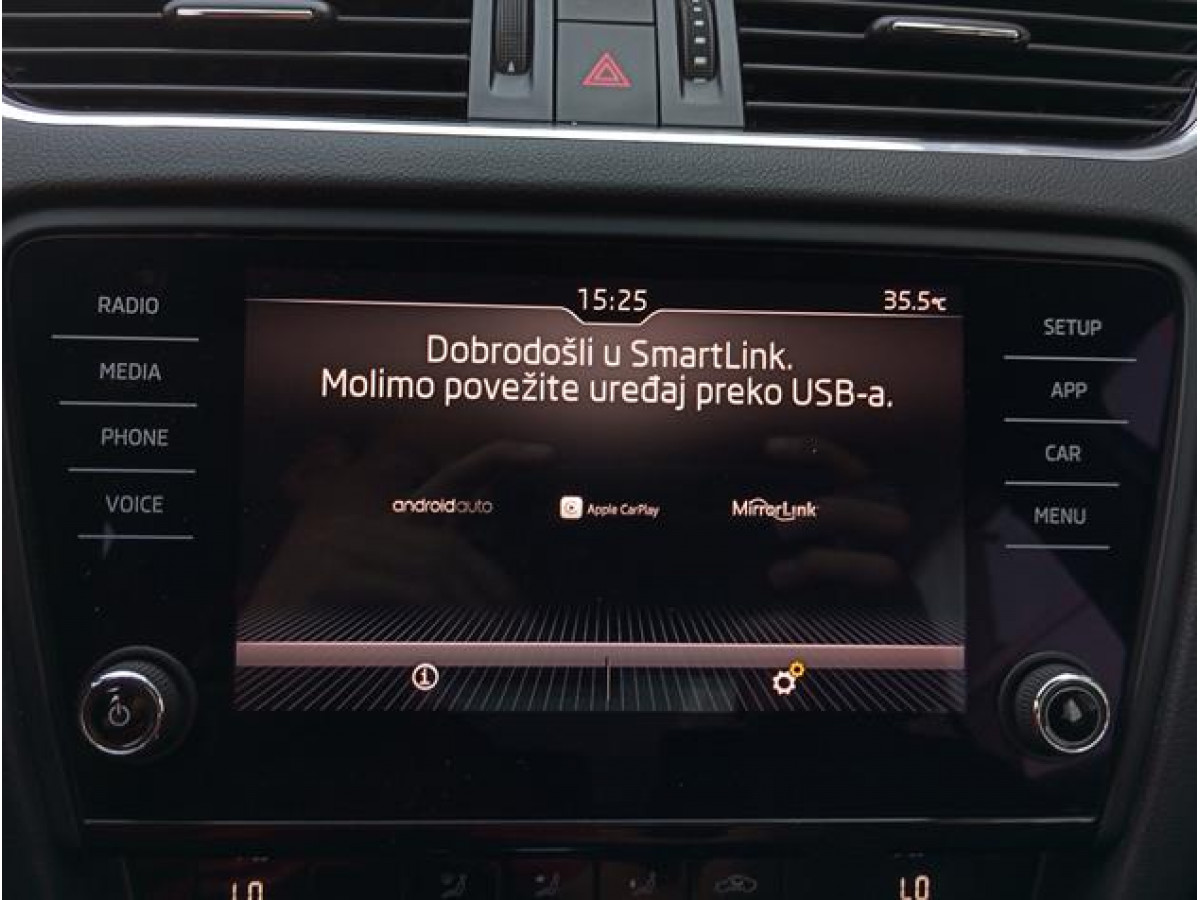 15:25
35.5°C
RADIO
MEDIA
PHONE
VOICE
Dobrodošli u SmartLink.
Molimo povežite uređaj preko USB-a.
androidauto
Apple CarPlay
MirrorLink
SETUP
APP
CAR
MENU
LO
LO